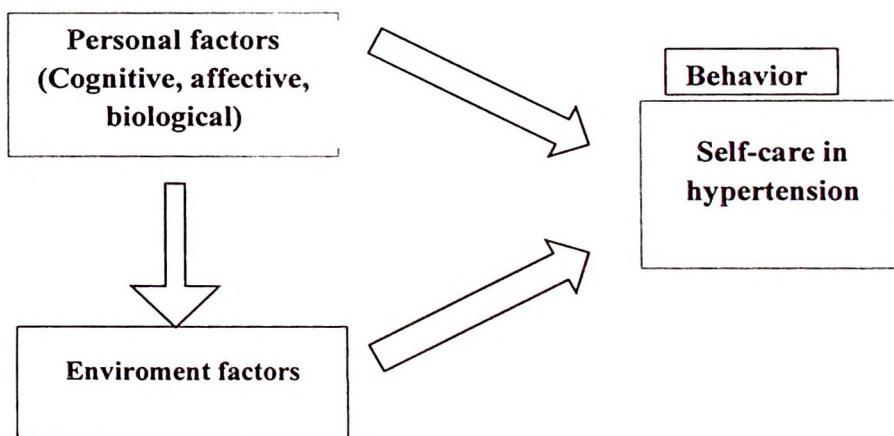 Personal factors
(Cognitive, affective,
biological)
Behavior
Self-care in
hypertension
Enviroment factors